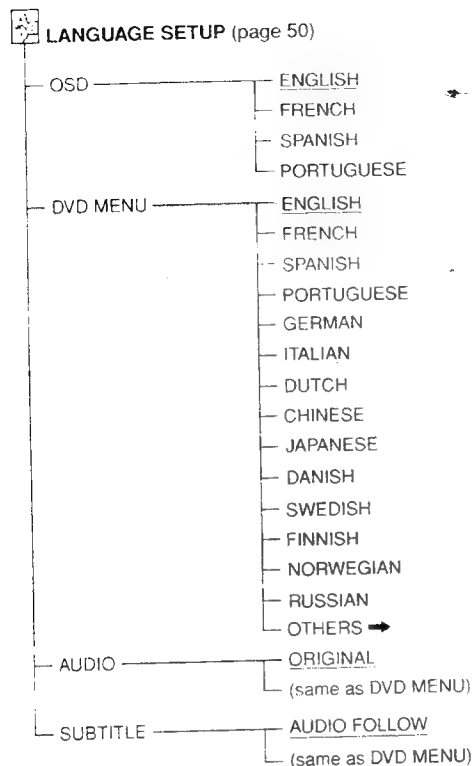 LANGUAGE SETUP (page 50)
OSD ENGLISH
FRENCH
SPANISH
PORTUGUESE
DVD MENU ENGLISH
FRENCH
SPANISH
PORTUGUESE
GERMAN
ITALIAN
DUTCH
CHINESE
JAPANESE
DANISH
SWEDISH
FINNISH
NORWEGIAN
RUSSIAN
OTHERS ➡
AUDIO ORIGINAL
(same as DVD MENU)
SUBTITLE AUDIO FOLLOW
(same as DVD MENU)